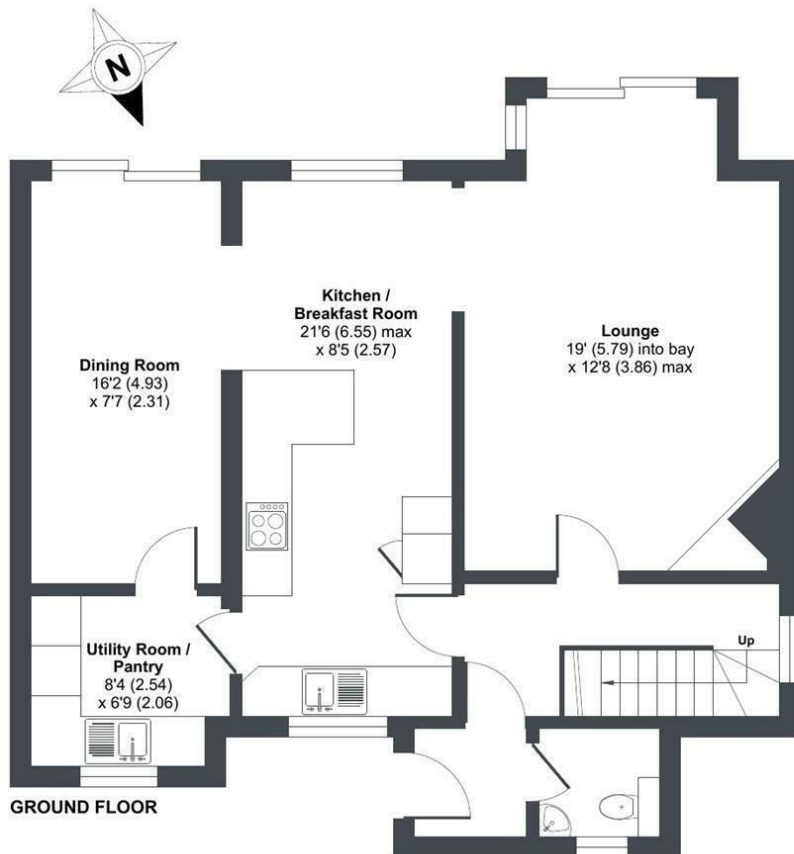 N
Kitchen /
Breakfast Room
21'6 (6.55) max
x 8'5 (2.57)
Lounge
19' (5.79) into bay
x 12'8 (3.86) max
Dining Room
16'2 (4.93)
x 7'7 (2.31)
Utility Room /
Pantry
8'4 (2.54)
x 6'9 (2.06)
Up
GROUND FLOOR